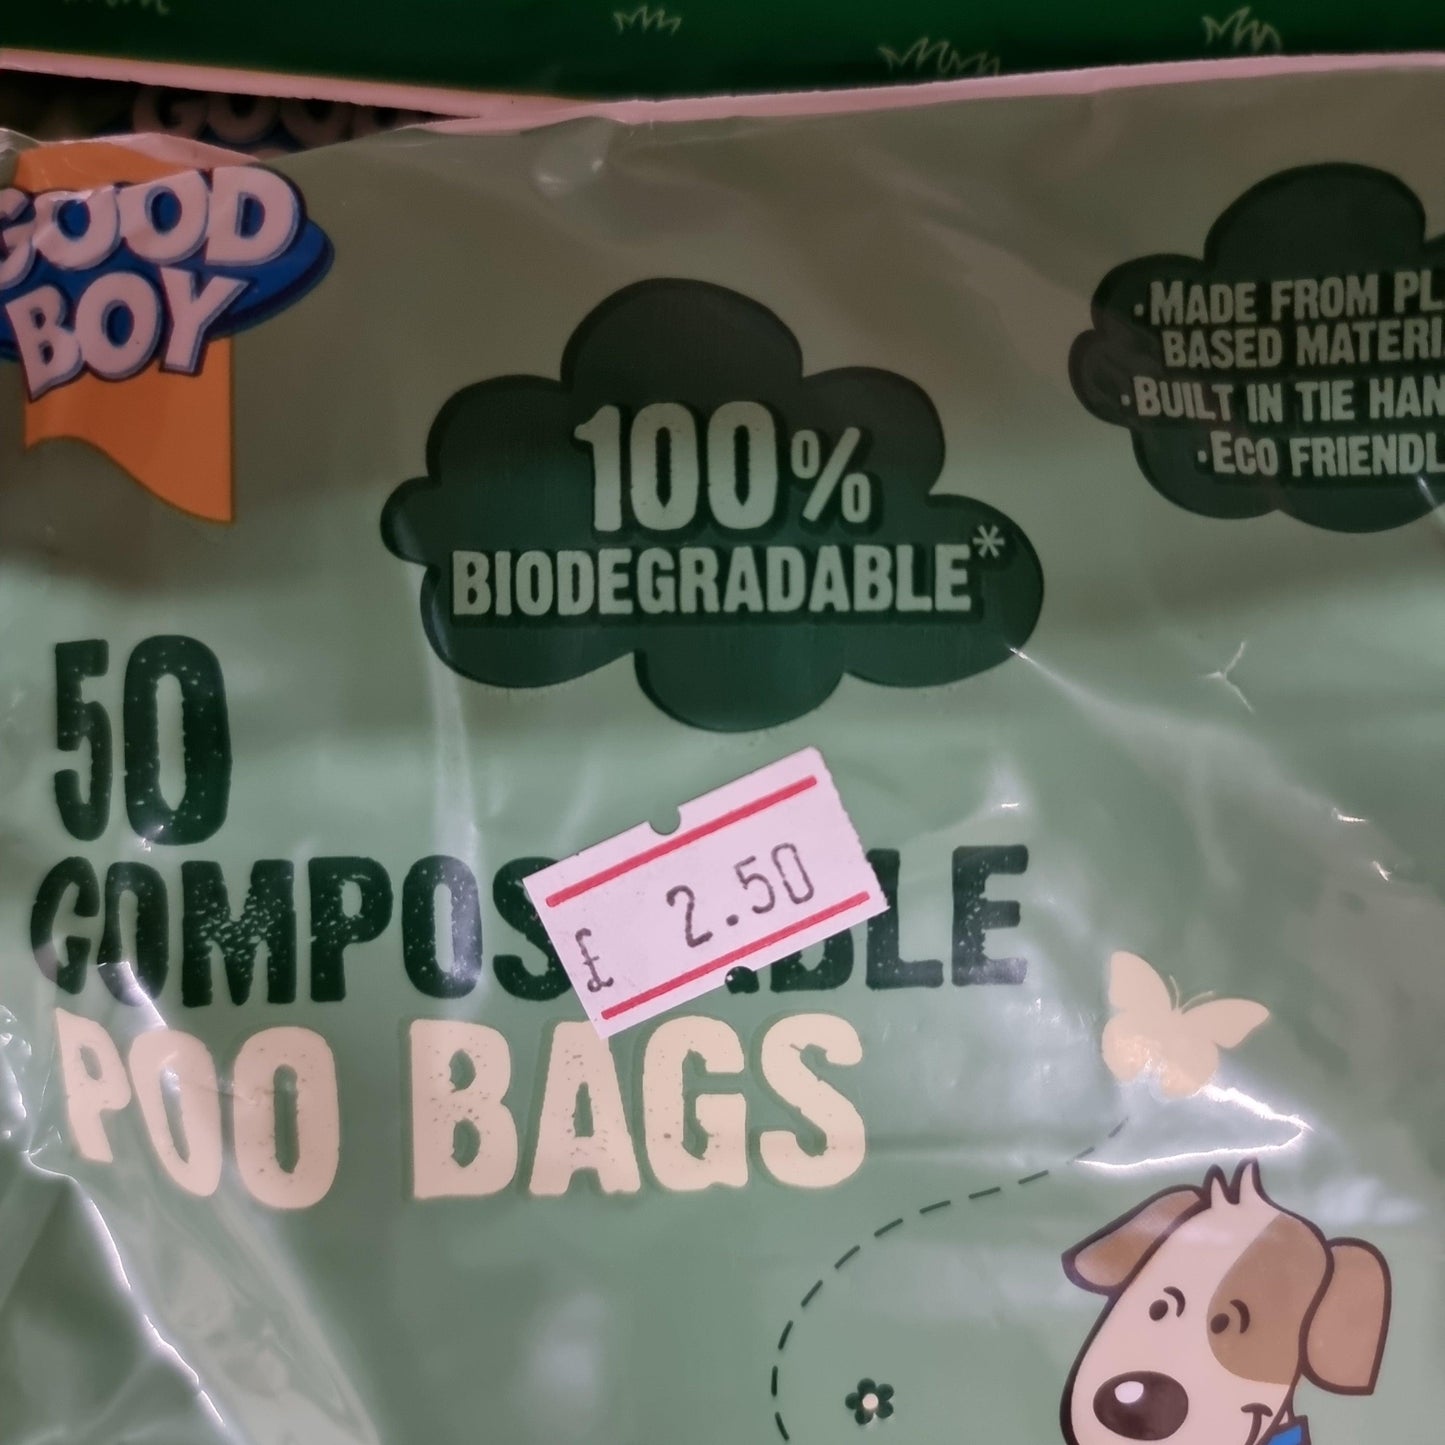 GOOD
BOY
100%
BIODEGRADABLE*
·MADE FROM PL
BASED MATERI
·BUILT IN TIE HAN
·ECO FRIENDL
50
COMPOS BLE
£ 2.50
POO BAGS